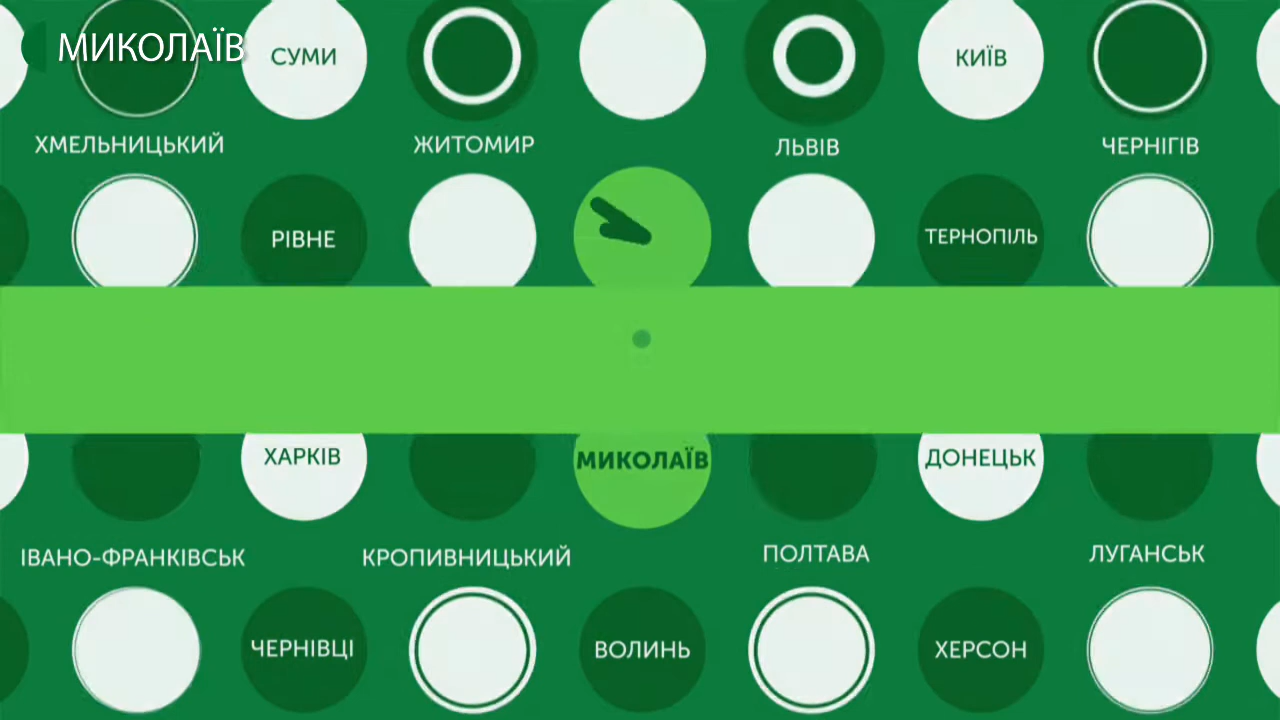 МИКОЛАЇВ
СУМИ
КИЇВ
ХМЕЛЬНИЦЬКИЙ
ЖИТОМИР
ЛЬВІВ
ЧЕРНІГІВ
РІВНЕ
ТЕРНОПІЛЬ
ХАРКІВ
МИКОЛАЇВ
ДОНЕЦЬК
ІВАНО-ФРАНКІВСЬК
КРОПИВНИЦЬКИЙ
ПОЛТАВА
ЛУГАНСЬК
ЧЕРНІВЦІ
ВОЛИНЬ
ХЕРСОН